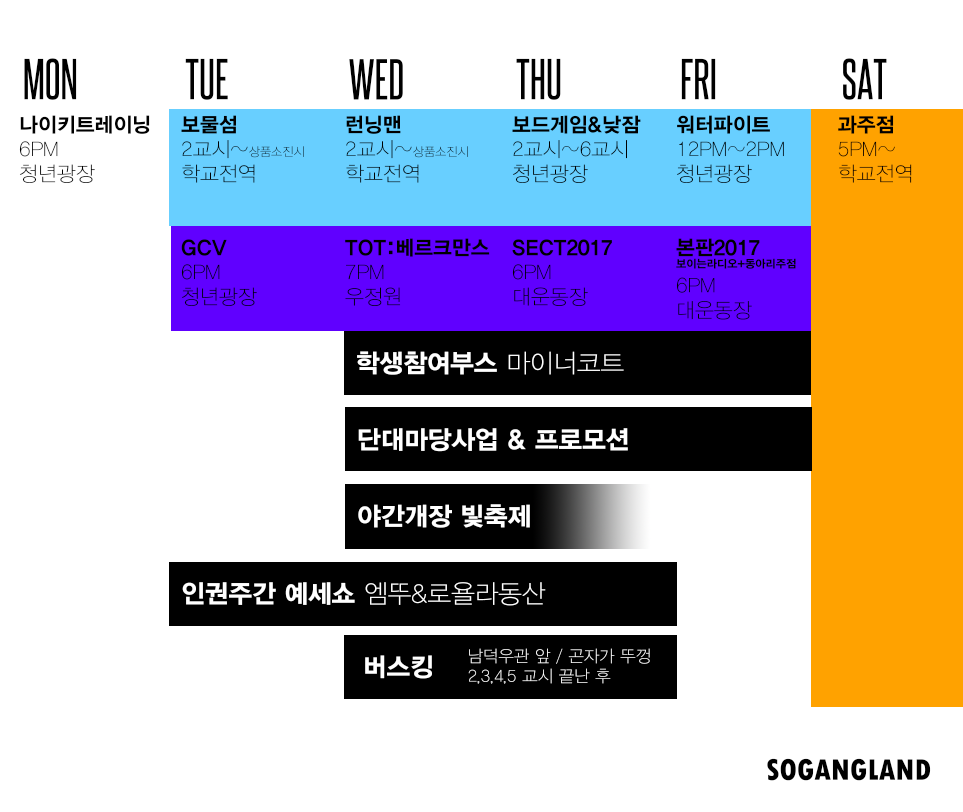 MON TUE WED THU FRI SAT
나이키트레이닝
6PM
청년광장
보물섬
2교시~상품소진시
학교전역
런닝맨
2교시~상품소진시
학교전역
보드게임&낮잠
2교시~6교시
청년광장
워터파이트
12PM~2PM
청년광장
과주점
5PM~
학교전역
GCV
6PM
청년광장
TOT:베르크만스
7PM
우정원
SECT2017
6PM
대운동장
본판2017
보이는라디오+동아리주점
6PM
대운동장
학생참여부스 마이너코트
단대마당사업 & 프로모션
야간개장 빛축제
인권주간 예세쇼 엠뚜&로욜라동산
버스킹
남덕우관 앞 / 곤자가 뚜껑
2,3,4,5 교시 끝난 후
SOGANGLAND